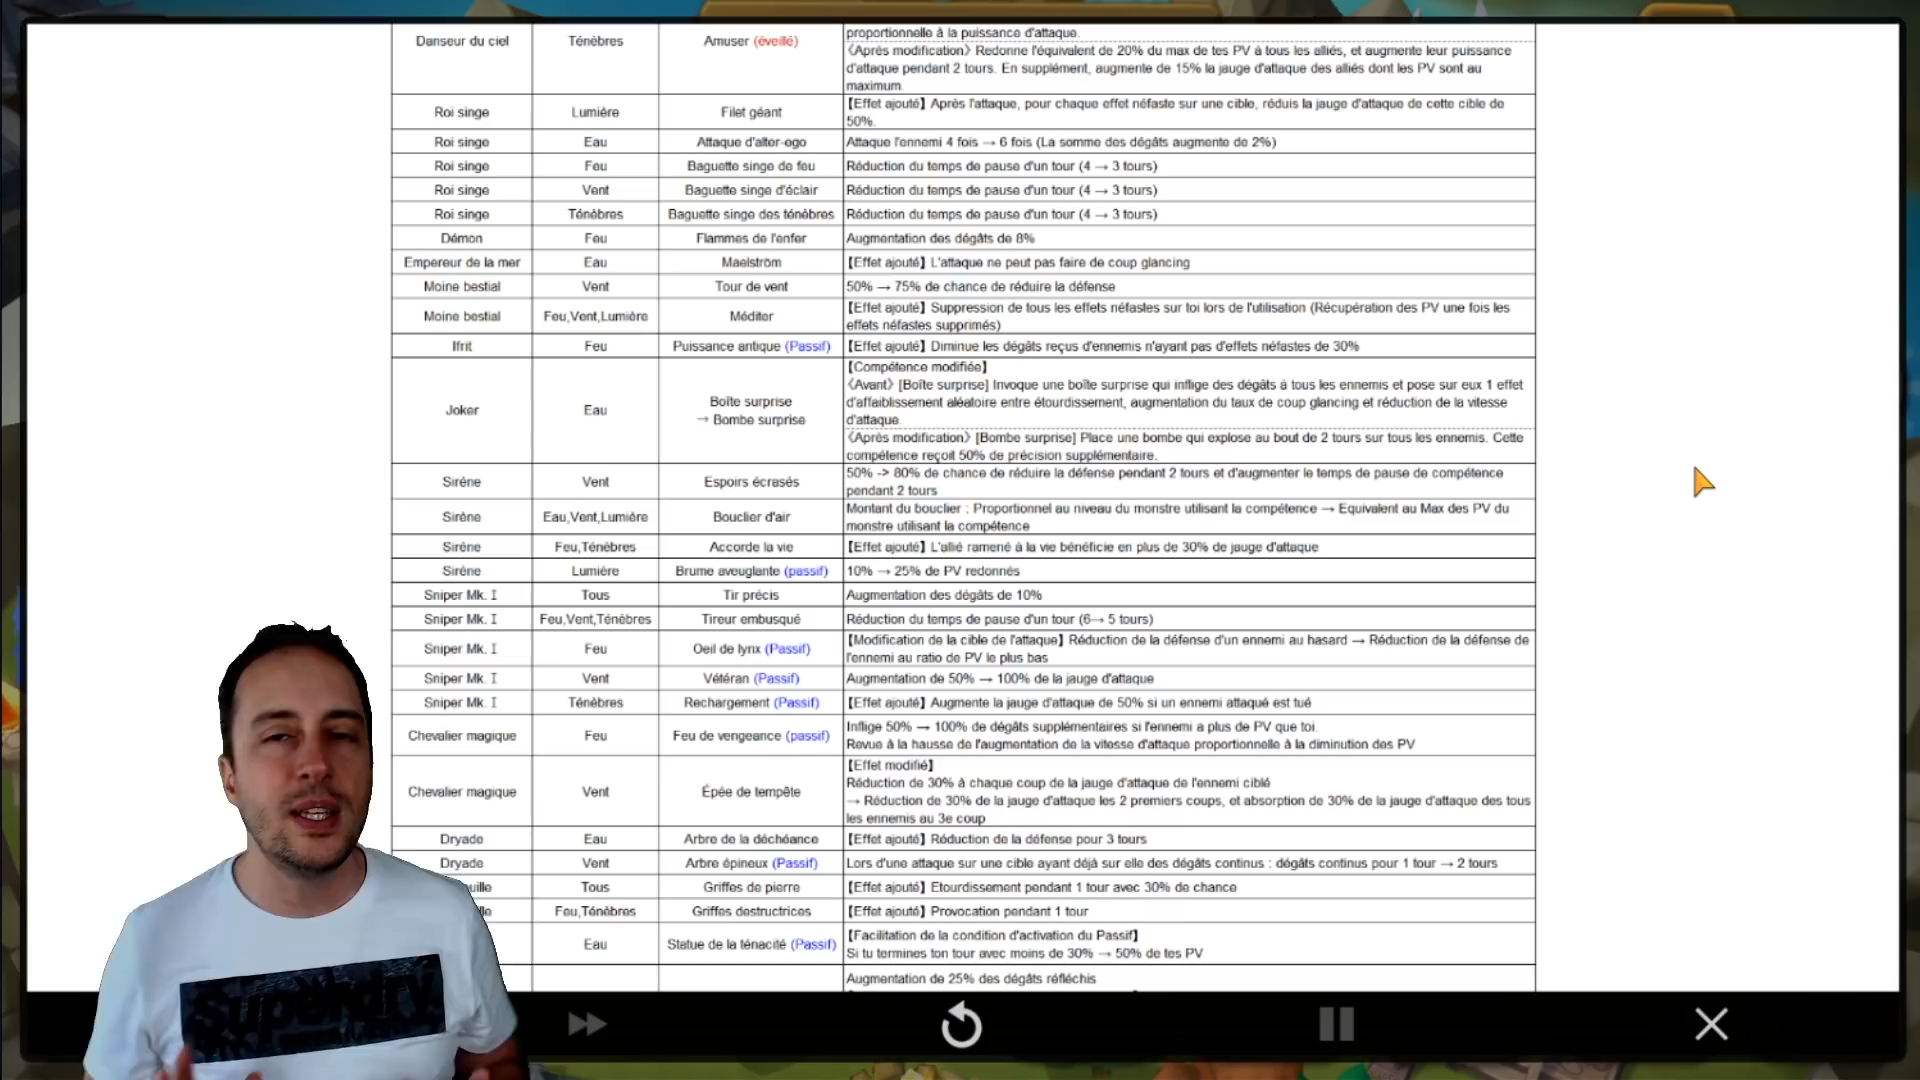 proportionnelle à la puissance d'attaque.
Danseur du ciel Ténèbres Amuser (éveillé) 《Après modification》 Redonne l'équivalent de 20% du max de tes PV à tous les alliés, et augmente leur puissance
d'attaque pendant 2 tours. En supplément, augmente de 15% la jauge d'attaque des alliés dont les PV sont au
maximum.
Roi singe Lumière Filet géant 【Effet ajouté】 Après l'attaque, pour chaque effet néfaste sur une cible, réduis la jauge d'attaque de cette cible de
50%.
Roi singe Eau Attaque d'alter-ego Attaque l'ennemi 4 fois → 6 fois (La somme des dégâts augmente de 2%)
Roi singe Feu Baguette singe de feu Réduction du temps de pause d'un tour (4 → 3 tours)
Roi singe Vent Baguette singe d'éclair Réduction du temps de pause d'un tour (4 → 3 tours)
Roi singe Ténèbres Baguette singe des ténèbres Réduction du temps de pause d'un tour (4 → 3 tours)
Démon Feu Flammes de l'enfer Augmentation des dégâts de 8%
Empereur de la mer Eau Maelström 【Effet ajouté】 L'attaque ne peut pas faire de coup glancing
Moine bestial Vent Tour de vent 50% → 75% de chance de réduire la défense
Moine bestial Feu,Vent,Lumière Méditer 【Effet ajouté】 Suppression de tous les effets néfastes sur toi lors de l'utilisation (Récupération des PV une fois les
effets néfastes supprimés)
Ifrit Feu Puissance antique (Passif) 【Effet ajouté】 Diminue les dégâts reçus d'ennemis n'ayant pas d'effets néfastes de 30%
Joker Eau Boîte surprise
→ Bombe surprise
【Compétence modifiée】
《Avant》 [Boîte surprise] Invoque une boîte surprise qui inflige des dégâts à tous les ennemis et pose sur eux 1 effet
d'affaiblissement aléatoire entre étourdissement, augmentation du taux de coup glancing et réduction de la vitesse
d'attaque.
《Après modification》 [Bombe surprise] Place une bombe qui explose au bout de 2 tours sur tous les ennemis. Cette
compétence reçoit 50% de précision supplémentaire.
Sirène Vent Espoirs écrasés 50% -> 80% de chance de réduire la défense pendant 2 tours et d'augmenter le temps de pause de compétence
pendant 2 tours
Sirène Eau,Vent,Lumière Bouclier d'air Montant du bouclier : Proportionnel au niveau du monstre utilisant la compétence → Equivalent au Max des PV du
monstre utilisant la compétence
Sirène Feu,Ténèbres Accorde la vie 【Effet ajouté】 L'allié ramené à la vie bénéficie en plus de 30% de jauge d'attaque
Sirène Lumière Brume aveuglante (passif) 10% → 25% de PV redonnés
Sniper Mk. I Tous Tir précis Augmentation des dégâts de 10%
Sniper Mk. I Feu,Vent,Ténèbres Tireur embusqué Réduction du temps de pause d'un tour (6→ 5 tours)
Sniper Mk. I Feu Oeil de lynx (Passif) 【Modification de la cible de l'attaque】 Réduction de la défense d'un ennemi au hasard → Réduction de la défense de
l'ennemi au ratio de PV le plus bas
Sniper Mk. I Vent Vétéran (Passif) Augmentation de 50% → 100% de la jauge d'attaque
Sniper Mk. I Ténèbres Rechargement (Passif) 【Effet ajouté】 Augmente la jauge d'attaque de 50% si un ennemi attaqué est tué
Chevalier magique Feu Feu de vengeance (passif) Inflige 50% → 100% de dégâts supplémentaires si l'ennemi a plus de PV que toi.
Revue à la hausse de l'augmentation de la vitesse d'attaque proportionnelle à la diminution des PV
Chevalier magique Vent Épée de tempête 【Effet modifié】
Réduction de 30% à chaque coup de la jauge d'attaque de l'ennemi ciblé
→ Réduction de 30% de la jauge d'attaque les 2 premiers coups, et absorption de 30% de la jauge d'attaque des tous
les ennemis au 3e coup
Dryade Eau Arbre de la déchéance 【Effet ajouté】 Réduction de la défense pour 3 tours
Dryade Vent Arbre épineux (Passif) Lors d'une attaque sur une cible ayant déjà sur elle des dégâts continus : dégâts continus pour 1 tour → 2 tours
uille Tous Griffes de pierre 【Effet ajouté】 Etourdissement pendant 1 tour avec 30% de chance
Feu,Ténèbres Griffes destructrices 【Effet ajouté】 Provocation pendant 1 tour
Eau Statue de la ténacité (Passif) 【Facilitation de la condition d'activation du Passif】
Si tu termines ton tour avec moins de 30% → 50% de tes PV
Augmentation de 25% des dégâts réfléchis
Superdry